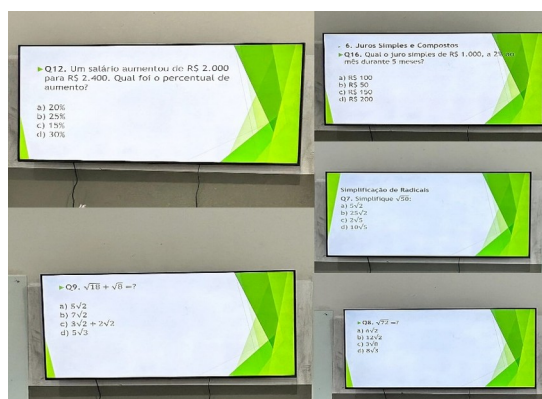 Q12. Um salário aumentou de R$ 2.000
para R$ 2.400. Qual foi o percentual de
aumento?
a) 20%
b) 25%
c) 15%
d) 30%
Q9. √18 + √8 =?
a) 5√2
b) 7√2
c) 3√2 + 2√2
d) 5√3
6. Juros Simples e Compostos
Q16. Qual o juro simples de R$ 1.000, a 2%
mês durante 5 meses?
a) R$ 100
b) R$ 50
c) R$ 150
d) R$ 200
Simplificação de Radicais
Q7. Simplifique √50:
a) 5√2
b) 25√2
c) 2√5
d) 10√5
Q8. √72 =?
a) 6√2
b) 12√2
c) 3√8
d) 8√3